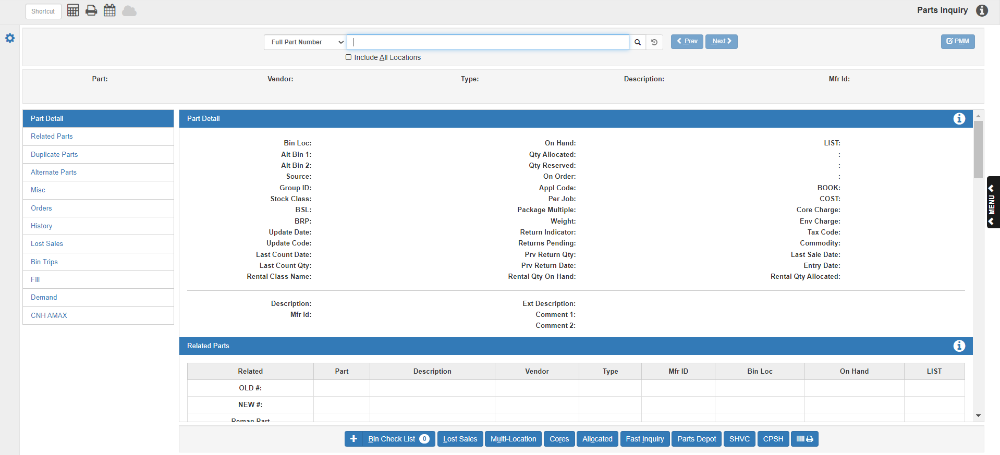 Shortcut
Parts Inquiry
Full Part Number
Prev
Next
PMM
Include All Locations
Part:
Vendor:
Type:
Description:
Mfr Id:
Part Detail
Related Parts
Duplicate Parts
Alternate Parts
Misc
Orders
History
Lost Sales
Bin Trips
Fill
Demand
CNH AMAX
Part Detail
Bin Loc:
Alt Bin 1:
Alt Bin 2:
Source:
Group ID:
Stock Class:
BSL:
BRP:
Update Date:
Update Code:
Last Count Date:
Last Count Qty:
Rental Class Name:
On Hand:
Qty Allocated:
Qty Reserved:
On Order:
Appl Code:
Per Job:
Package Multiple:
Weight:
Return Indicator:
Returns Pending:
Prv Return Qty:
Prv Return Date:
Rental Qty On Hand:
LIST:
:
:
:
BOOK:
COST:
Core Charge:
Env Charge:
Tax Code:
Commodity:
Last Sale Date:
Entry Date:
Rental Qty Allocated:
Description:
Mfr Id:
Ext Description:
Comment 1:
Comment 2:
MENU
Related Parts
Related Part Description Vendor Type Mfr ID Bin Loc On Hand LIST
OLD #:
NEW #:
Reman Part
Bin Check List 0
Lost Sales
Multi-Location
Cores
Allocated
Fast Inquiry
Parts Depot
SHVC
CPSH